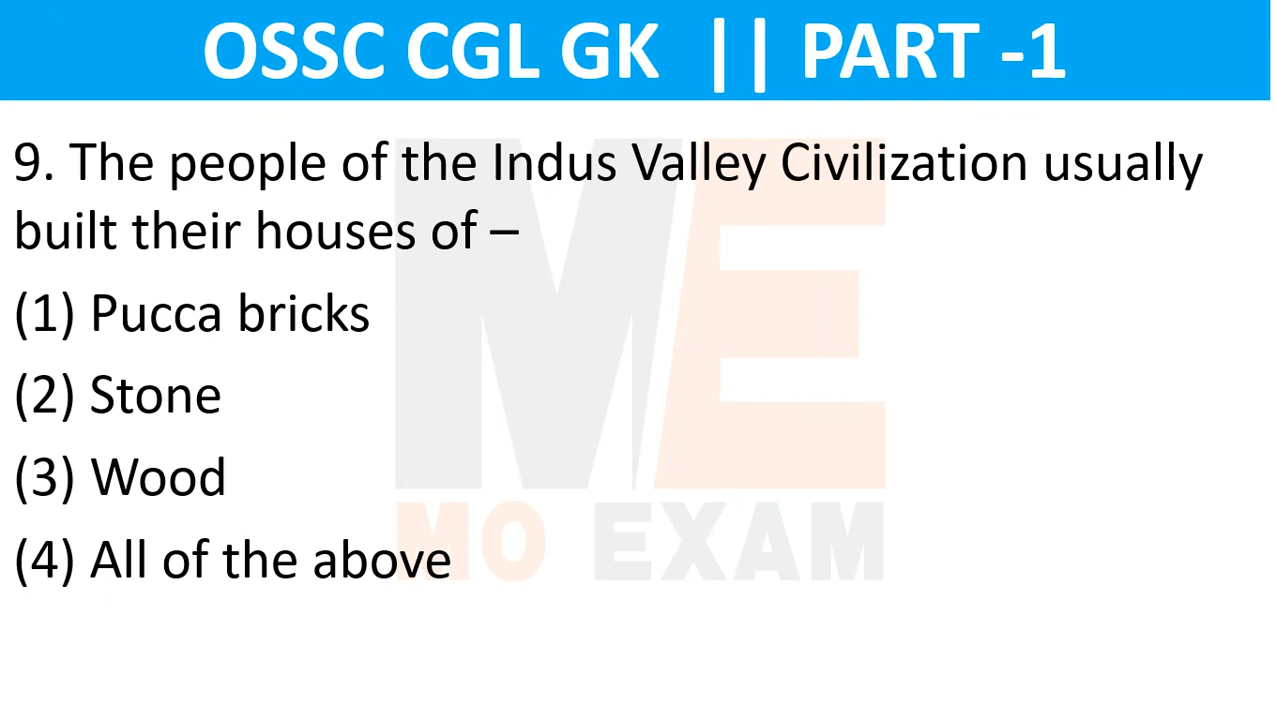 OSSC CGL GK || PART -1
9. The people of the Indus Valley Civilization usually
built their houses of –
(1) Pucca bricks
(2) Stone
(3) Wood
(4) All of the above
ME
MO EXAM